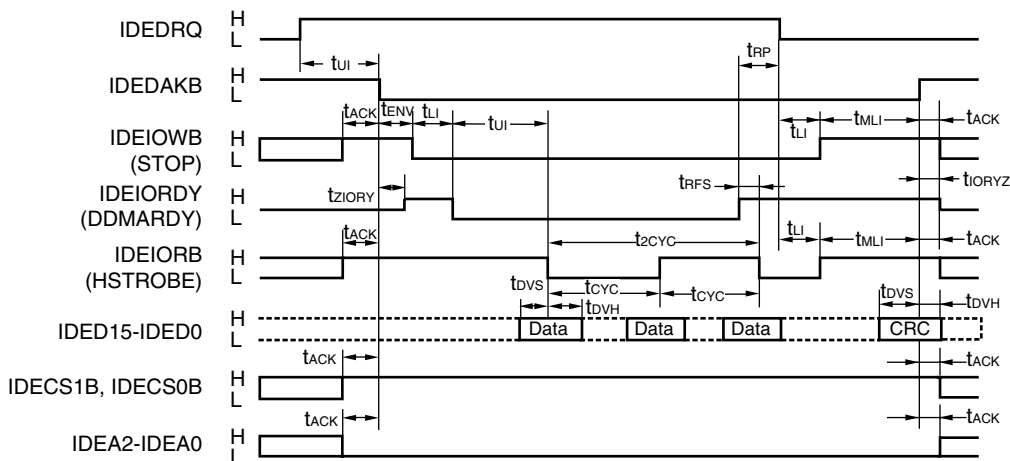 IDEDRQ H L tRP
tUI
IDEDAKB H L
tACK tENV tLI tUI tLI tMLI tACK
IDEIOWB H L
(STOP)
tRFS tIORYZ
IDEIORDY H L tZIORY
(DDMARDY)
tACK t2CYC tLI tMLI tACK
IDEIORB H L
(HSTROBE)
tDVS tCYC tCYC tDVS tDVH
tDVH
IDED15-IDED0 H L Data Data Data CRC
tACK tACK
IDECS1B, IDECS0B H L
tACK tACK
IDEA2-IDEA0 H L